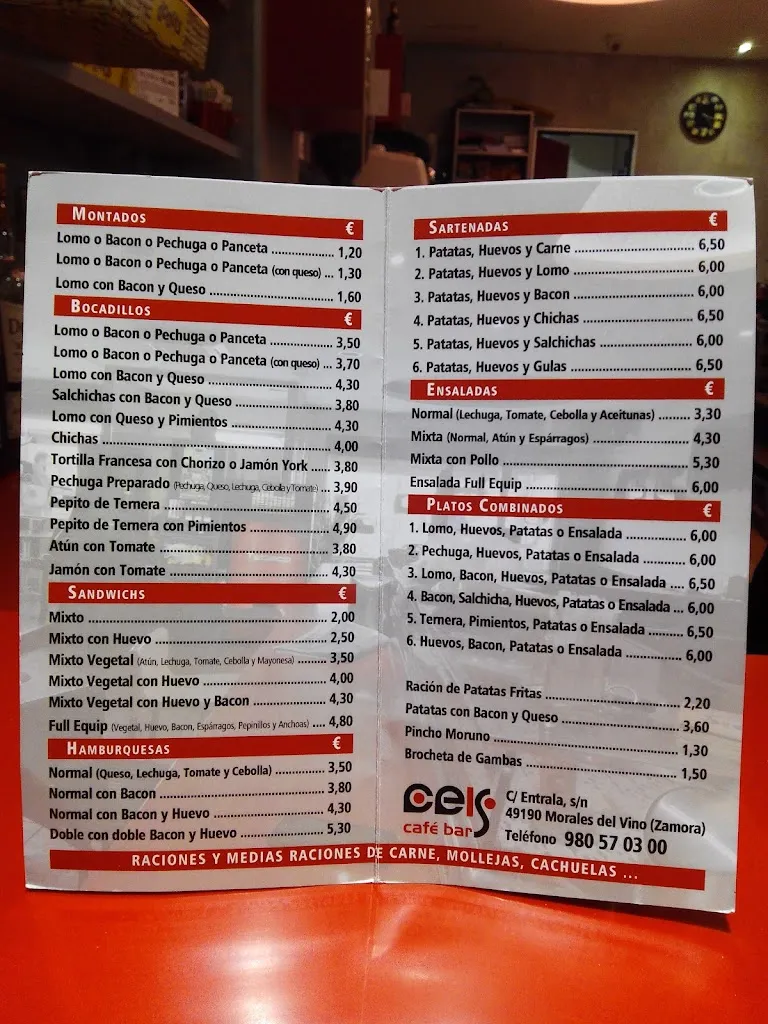 MONTADOS €
Lomo o Bacon o Pechuga o Panceta .................. 1,20
Lomo o Bacon o Pechuga o Panceta (con queso) ... 1,30
Lomo con Bacon y Queso .................. 1,60
BOCADILLOS €
Lomo o Bacon o Pechuga o Panceta .................. 3,50
Lomo o Bacon o Pechuga o Panceta (con queso) ... 3,70
Lomo con Bacon y Queso .................. 4,30
Salchichas con Bacon y Queso .................. 3,80
Lomo con Queso y Pimientos .................. 4,30
Chichas .................. 4,00
Tortilla Francesa con Chorizo o Jamón York ..... 3,80
Pechuga Preparado (Pechuga, Queso, Lechuga, Cebolla y Tomate) ... 3,90
Pepito de Ternera .................. 4,50
Pepito de Ternera con Pimientos .................. 4,90
Atún con Tomate .................. 3,80
Jamón con Tomate .................. 4,30
SANDWICHS €
Mixto .................. 2,00
Mixto con Huevo .................. 2,50
Mixto Vegetal (Atún, Lechuga, Tomate, Cebolla y Mayonesa) ......... 3,50
Mixto Vegetal con Huevo .................. 4,00
Mixto Vegetal con Huevo y Bacon .................. 4,30
Full Equip (Vegetal, Huevo, Bacon, Espárragos, Pepinillos y Anchoas) .... 4,80
HAMBURQUESAS €
Normal (Queso, Lechuga, Tomate y Cebolla) .............. 3,50
Normal con Bacon .................. 3,80
Normal con Bacon y Huevo .................. 4,30
Doble con doble Bacon y Huevo .................. 5,30
SARTENADAS €
1. Patatas, Huevos y Carne .................. 6,50
2. Patatas, Huevos y Lomo .................. 6,00
3. Patatas, Huevos y Bacon .................. 6,00
4. Patatas, Huevos y Chichas .................. 6,50
5. Patatas, Huevos y Salchichas .................. 6,00
6. Patatas, Huevos y Gulas .................. 6,50
ENSALADAS €
Normal (Lechuga, Tomate, Cebolla y Aceitunas) ......... 3,30
Mixta (Normal, Atún y Espárragos) .................. 4,30
Mixta con Pollo .................. 5,30
Ensalada Full Equip .................. 6,00
PLATOS COMBINADOS €
1. Lomo, Huevos, Patatas o Ensalada .................. 6,00
2. Pechuga, Huevos, Patatas o Ensalada ............ 6,00
3. Lomo, Bacon, Huevos, Patatas o Ensalada .... 6,50
4. Bacon, Salchicha, Huevos, Patatas o Ensalada ... 6,00
5. Ternera, Pimientos, Patatas o Ensalada .......... 6,50
6. Huevos, Bacon, Patatas o Ensalada .............. 6,00
Ración de Patatas Fritas .................. 2,20
Patatas con Bacon y Queso .................. 3,60
Pincho Moruno .................. 1,30
Brocheta de Gambas .................. 1,50
ceis
café bar
C/ Entrala, s/n
49190 Morales del Vino (Zamora)
Teléfono 980 57 03 00
RACIONES Y MEDIAS RACIONES DE CARNE, MOLLEJAS, CACHUELAS ...